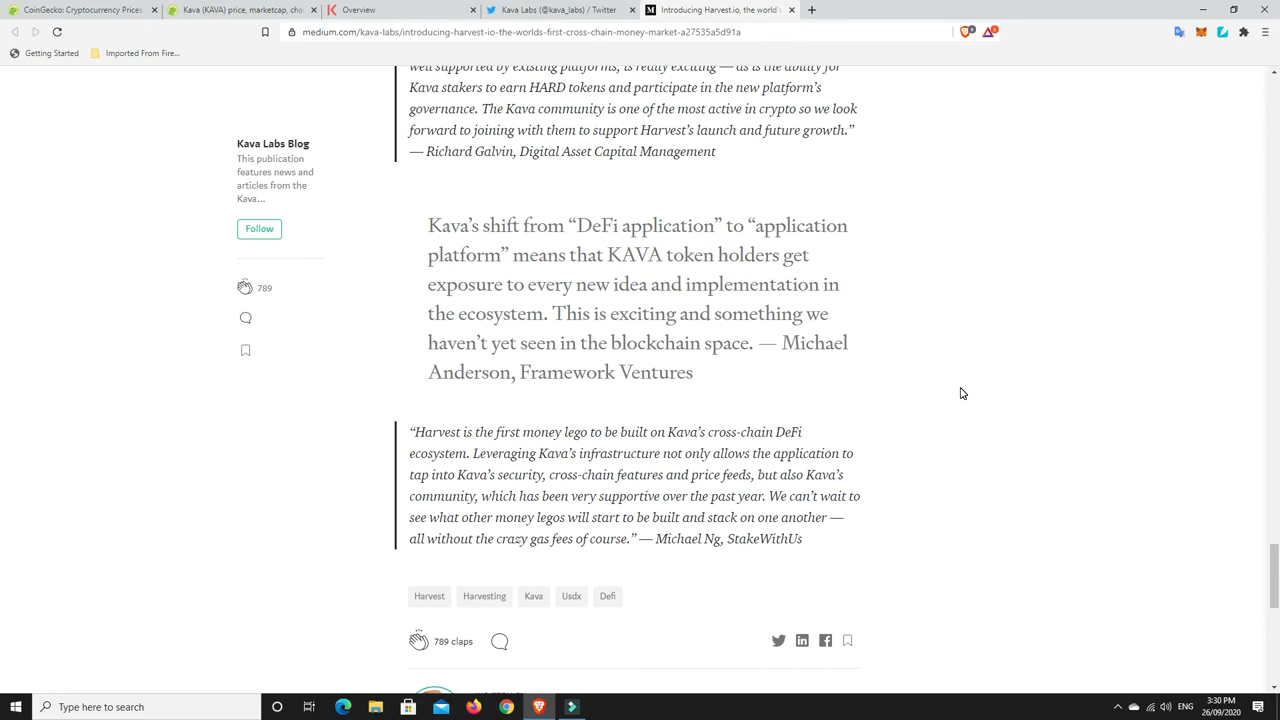 CoinGecko: Cryptocurrency Prices
Kava (KAVA) price, marketcap, cha
Overview
Kava Labs (@kava_labs) / Twitter
Introducing Harvest.io, the world's
medium.com/kava-labs/introducing-harvest-io-the-worlds-first-cross-chain-money-market-a27535a5d91a
Getting Started
Imported From Fire...
well supported by existing platforms, is really exciting — as is the ability for
Kava stakers to earn HARD tokens and participate in the new platform's
governance. The Kava community is one of the most active in crypto so we look
forward to joining with them to support Harvest's launch and future growth.”
— Richard Galvin, Digital Asset Capital Management
Kava Labs Blog
This publication
features news and
articles from the
Kava...
Follow
789
Kava's shift from “DeFi application” to “application
platform” means that KAVA token holders get
exposure to every new idea and implementation in
the ecosystem. This is exciting and something we
haven't yet seen in the blockchain space. — Michael
Anderson, Framework Ventures
“Harvest is the first money lego to be built on Kava's cross-chain DeFi
ecosystem. Leveraging Kava's infrastructure not only allows the application to
tap into Kava's security, cross-chain features and price feeds, but also Kava's
community, which has been very supportive over the past year. We can't wait to
see what other money legos will start to be built and stack on one another —
all without the crazy gas fees of course.” — Michael Ng, StakeWithUs
Harvest
Harvesting
Kava
Usdx
Defi
789 claps
Type here to search
ENG
3:30 PM
26/09/2020